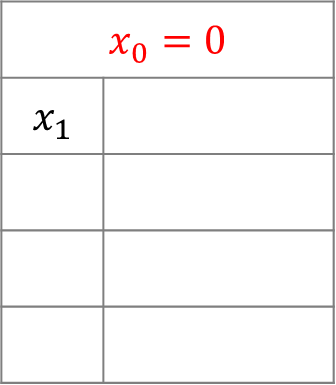 x₀ = 0
x₁